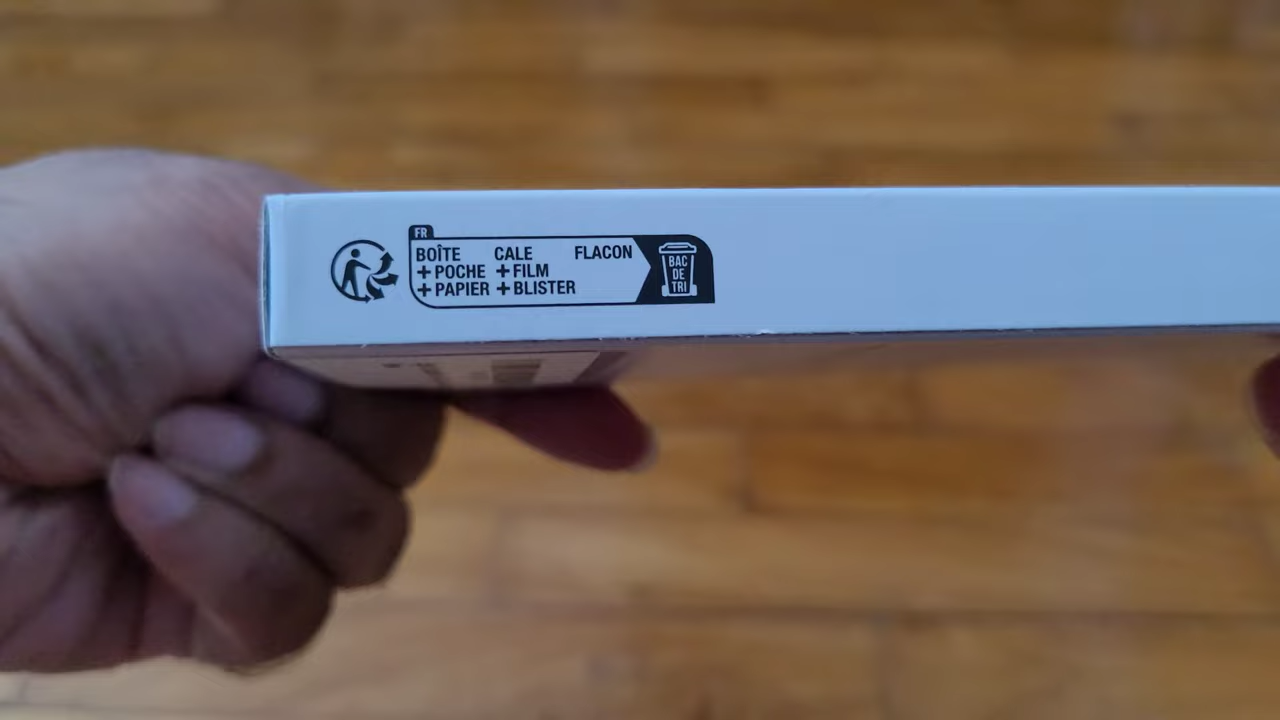 FR
BOÎTE CALE FLACON
+ POCHE + FILM
+ PAPIER + BLISTER
BAC
DE
TRI